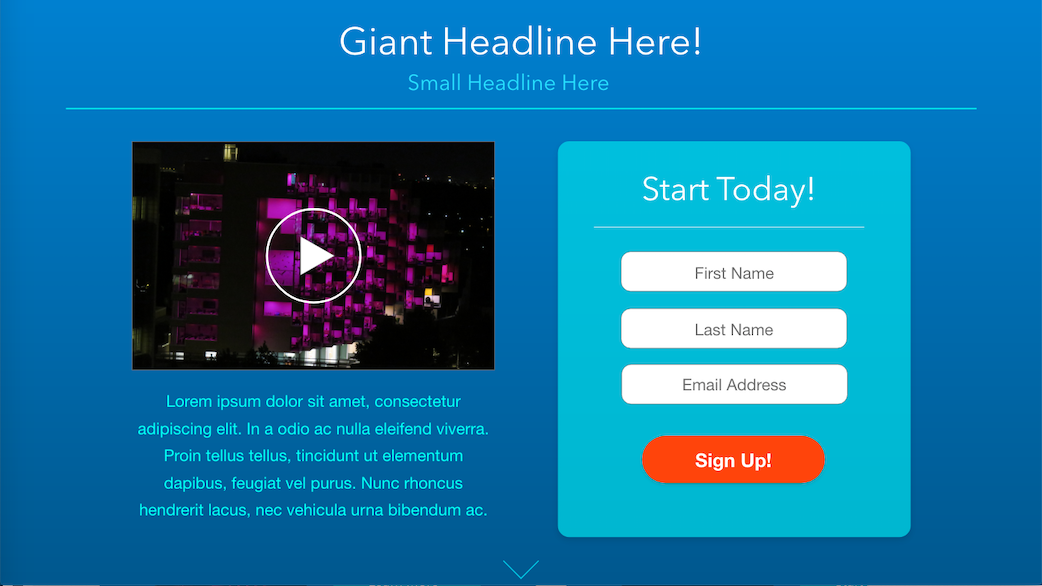 Giant Headline Here!
Small Headline Here
Lorem ipsum dolor sit amet, consectetur
adipiscing elit. In a odio ac nulla eleifend viverra.
Proin tellus tellus, tincidunt ut elementum
dapibus, feugiat vel purus. Nunc rhoncus
hendrerit lacus, nec vehicula urna bibendum ac.
Start Today!
First Name
Last Name
Email Address
Sign Up!